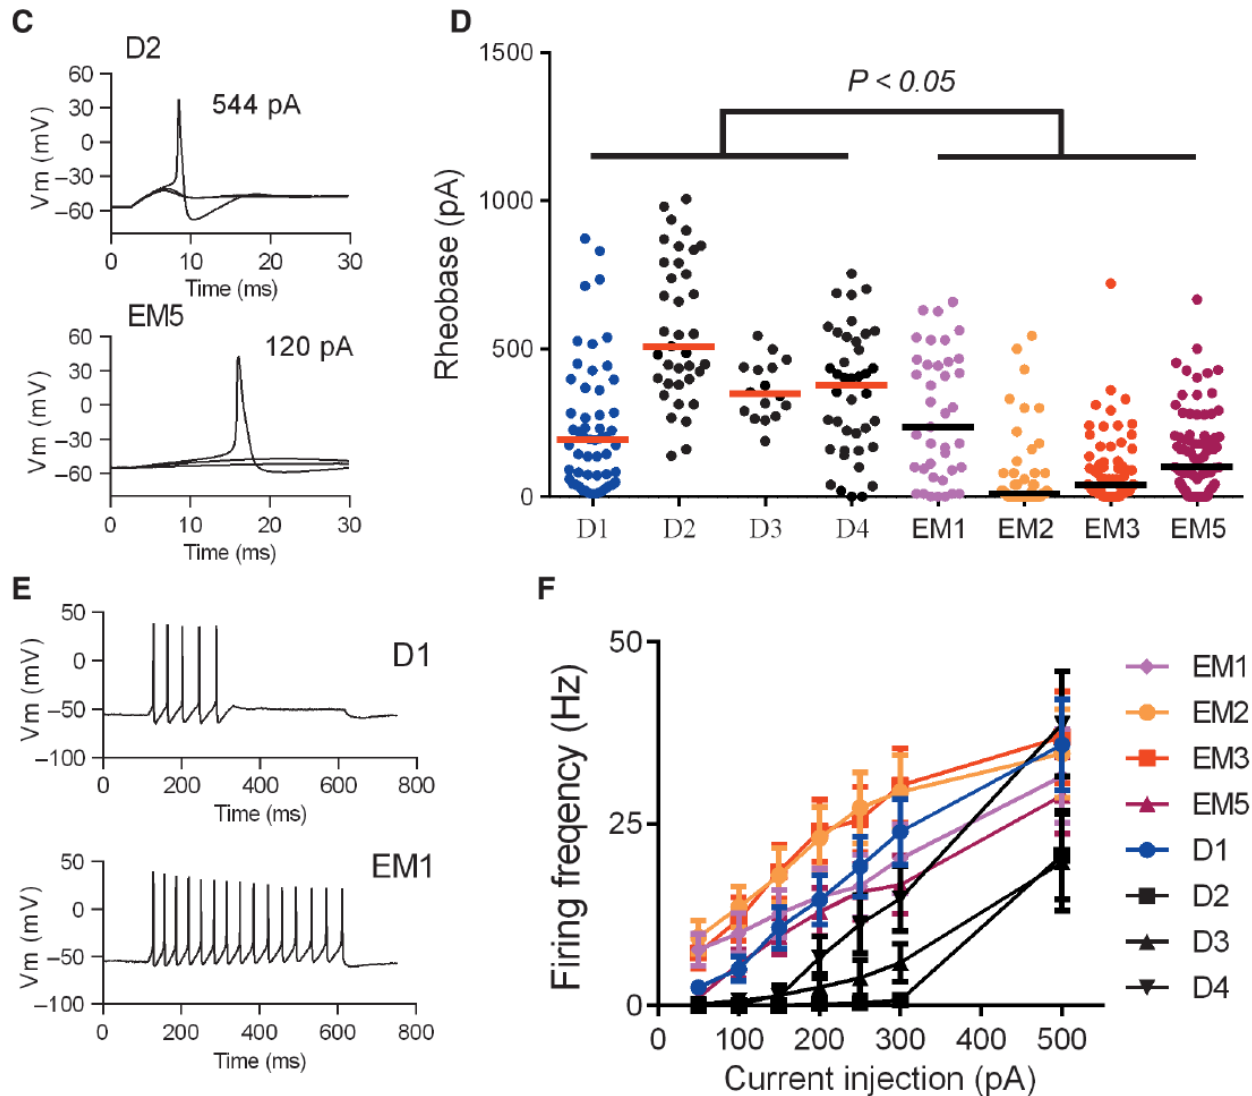 C
D2
544 pA
Vm (mV)
60
30
0
−30
−60
0 10 20 30
Time (ms)
EM5
120 pA
Vm (mV)
60
30
0
−30
−60
0 10 20 30
Time (ms)
D
P < 0.05
Rheobase (pA)
1500
1000
500
0
D1 D2 D3 D4 EM1 EM2 EM3 EM5
E
D1
Vm (mV)
50
0
−50
−100
0 200 400 600 800
Time (ms)
EM1
Vm (mV)
50
0
−50
−100
0 200 400 600 800
Time (ms)
F
Firing freqency (Hz)
50
25
0
0 100 200 300 400 500
Current injection (pA)
EM1
EM2
EM3
EM5
D1
D2
D3
D4